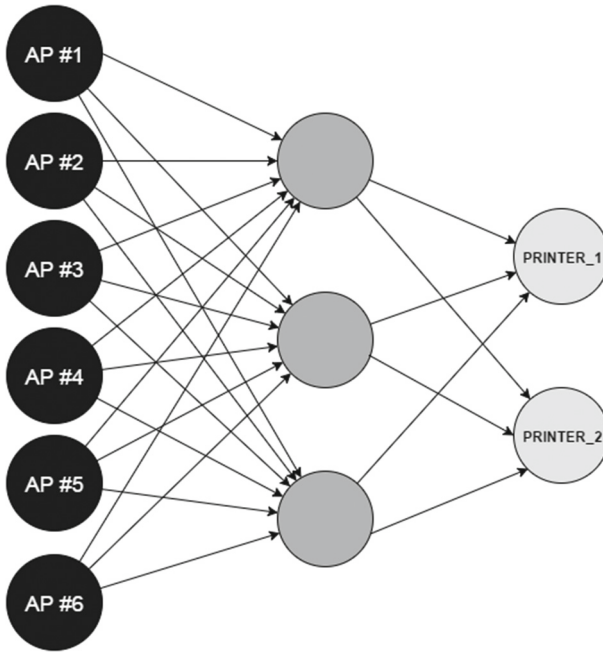 AP #1
AP #2
AP #3
AP #4
AP #5
AP #6
PRINTER_1
PRINTER_2